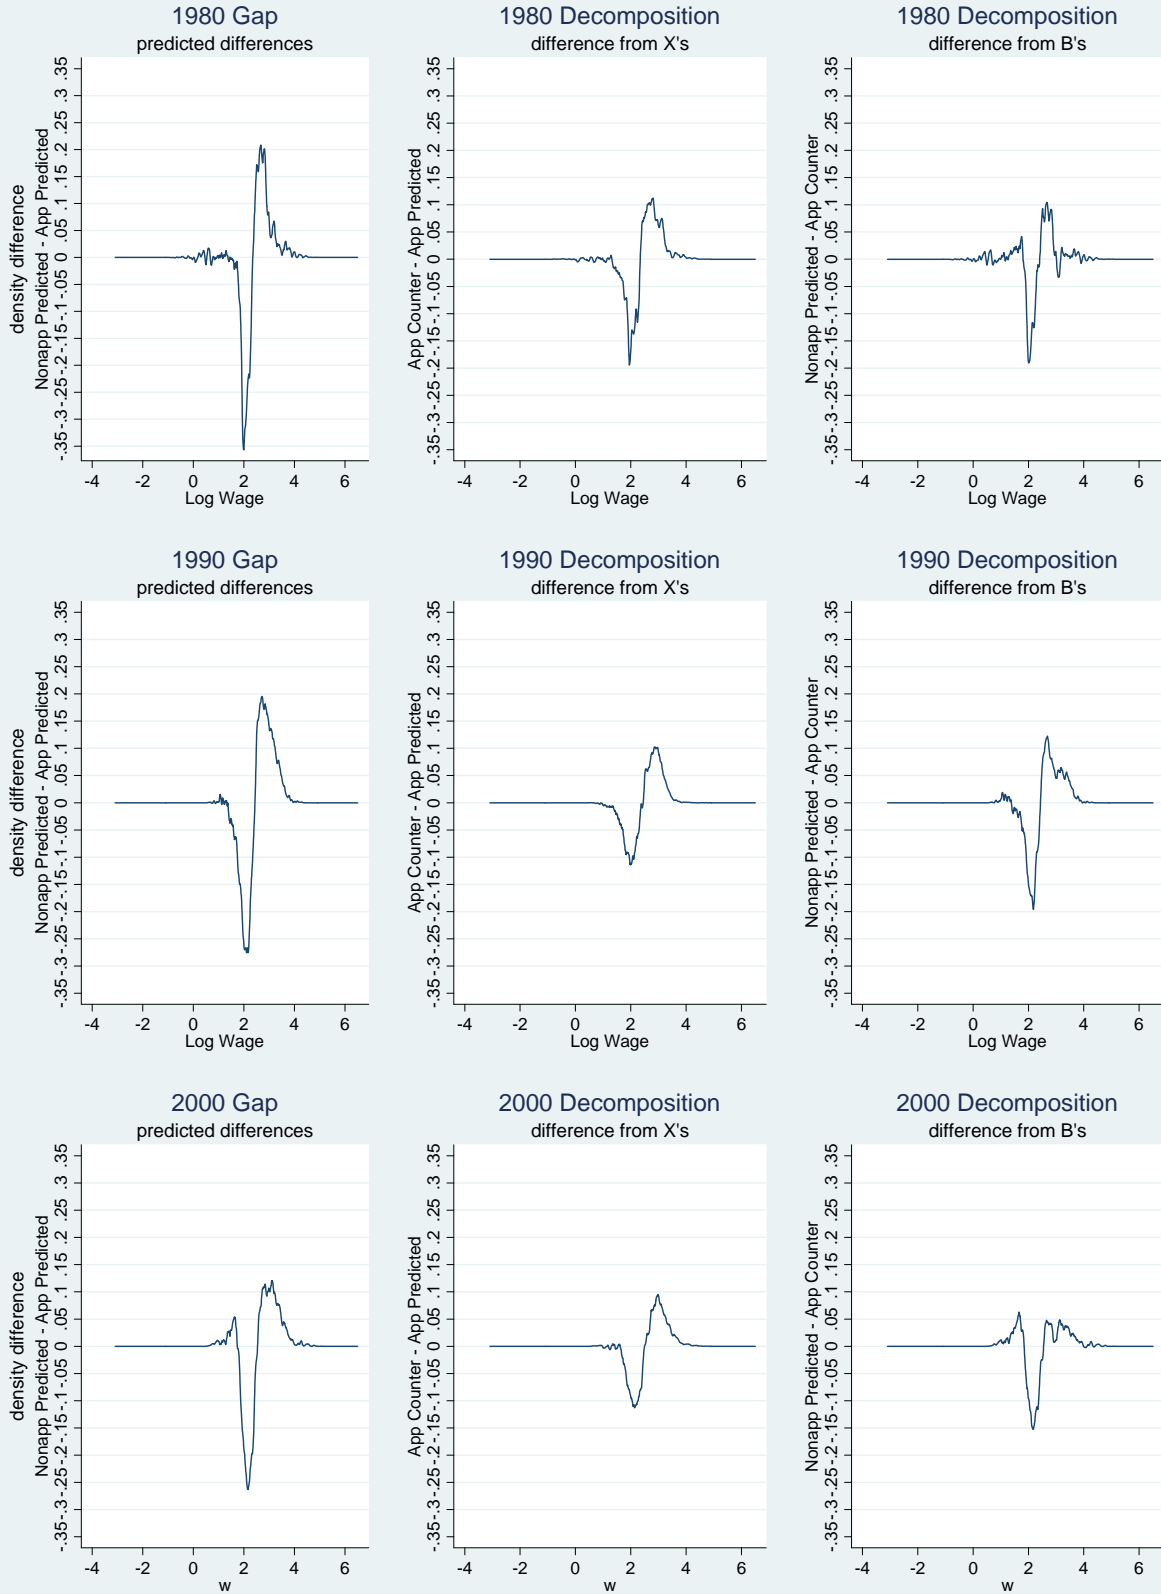 1980 Gap
predicted differences
density difference
Nonapp Predicted - App Predicted
-.35 -.3 -.25 -.2 -.15 -.1 -.05 0 .05 .1 .15 .2 .25 .3 .35
-4 -2 0 2 4 6
Log Wage
1980 Decomposition
difference from X's
App Counter - App Predicted
-.35 -.3 -.25 -.2 -.15 -.1 -.05 0 .05 .1 .15 .2 .25 .3 .35
-4 -2 0 2 4 6
Log Wage
1980 Decomposition
difference from B's
Nonapp Predicted - App Counter
-.35 -.3 -.25 -.2 -.15 -.1 -.05 0 .05 .1 .15 .2 .25 .3 .35
-4 -2 0 2 4 6
Log Wage
1990 Gap
predicted differences
density difference
Nonapp Predicted - App Predicted
-.35 -.3 -.25 -.2 -.15 -.1 -.05 0 .05 .1 .15 .2 .25 .3 .35
-4 -2 0 2 4 6
Log Wage
1990 Decomposition
difference from X's
App Counter - App Predicted
-.35 -.3 -.25 -.2 -.15 -.1 -.05 0 .05 .1 .15 .2 .25 .3 .35
-4 -2 0 2 4 6
Log Wage
1990 Decomposition
difference from B's
Nonapp Predicted - App Counter
-.35 -.3 -.25 -.2 -.15 -.1 -.05 0 .05 .1 .15 .2 .25 .3 .35
-4 -2 0 2 4 6
Log Wage
2000 Gap
predicted differences
density difference
Nonapp Predicted - App Predicted
-.35 -.3 -.25 -.2 -.15 -.1 -.05 0 .05 .1 .15 .2 .25 .3 .35
-4 -2 0 2 4 6
w
2000 Decomposition
difference from X's
App Counter - App Predicted
-.35 -.3 -.25 -.2 -.15 -.1 -.05 0 .05 .1 .15 .2 .25 .3 .35
-4 -2 0 2 4 6
w
2000 Decomposition
difference from B's
Nonapp Predicted - App Counter
-.35 -.3 -.25 -.2 -.15 -.1 -.05 0 .05 .1 .15 .2 .25 .3 .35
-4 -2 0 2 4 6
w